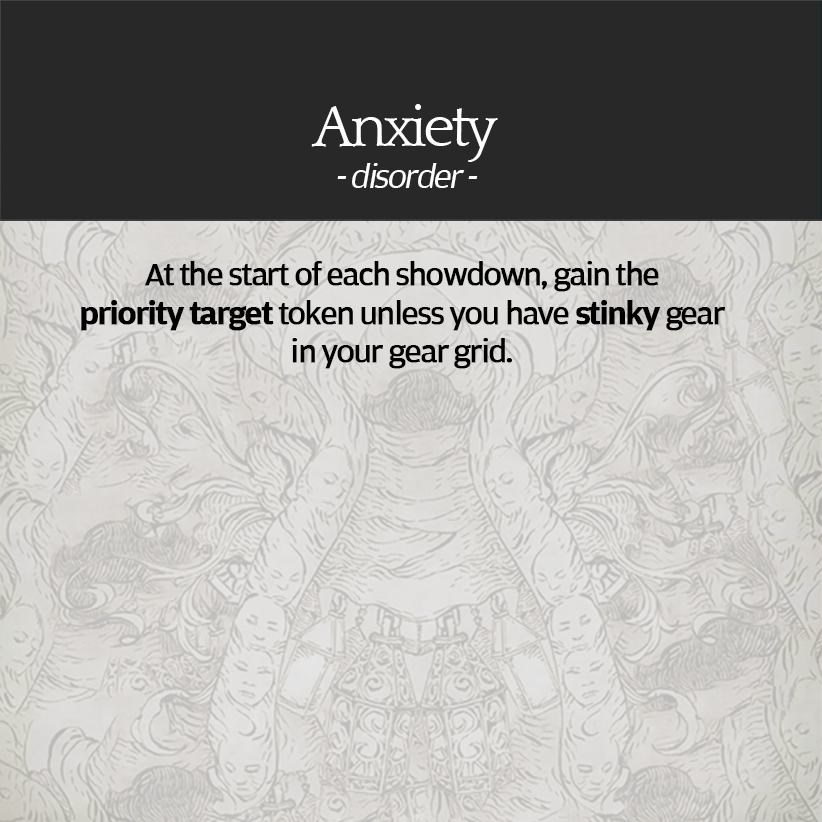 Anxiety
- disorder -
At the start of each showdown, gain the
priority target token unless you have stinky gear
in your gear grid.